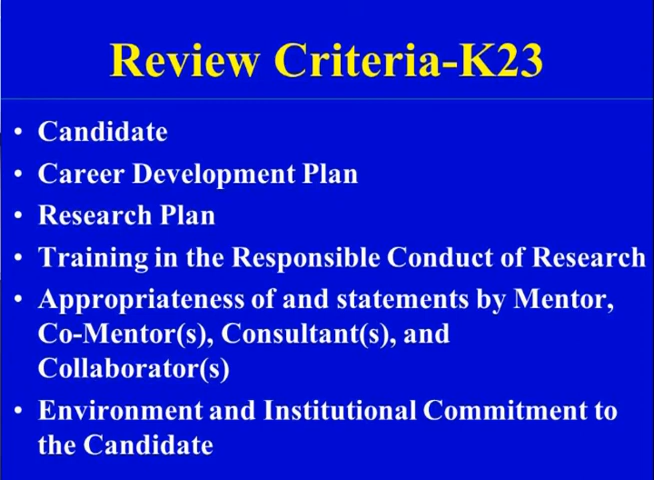 Review Criteria-K23
• Candidate
• Career Development Plan
• Research Plan
• Training in the Responsible Conduct of Research
• Appropriateness of and statements by Mentor,
Co-Mentor(s), Consultant(s), and
Collaborator(s)
• Environment and Institutional Commitment to
the Candidate